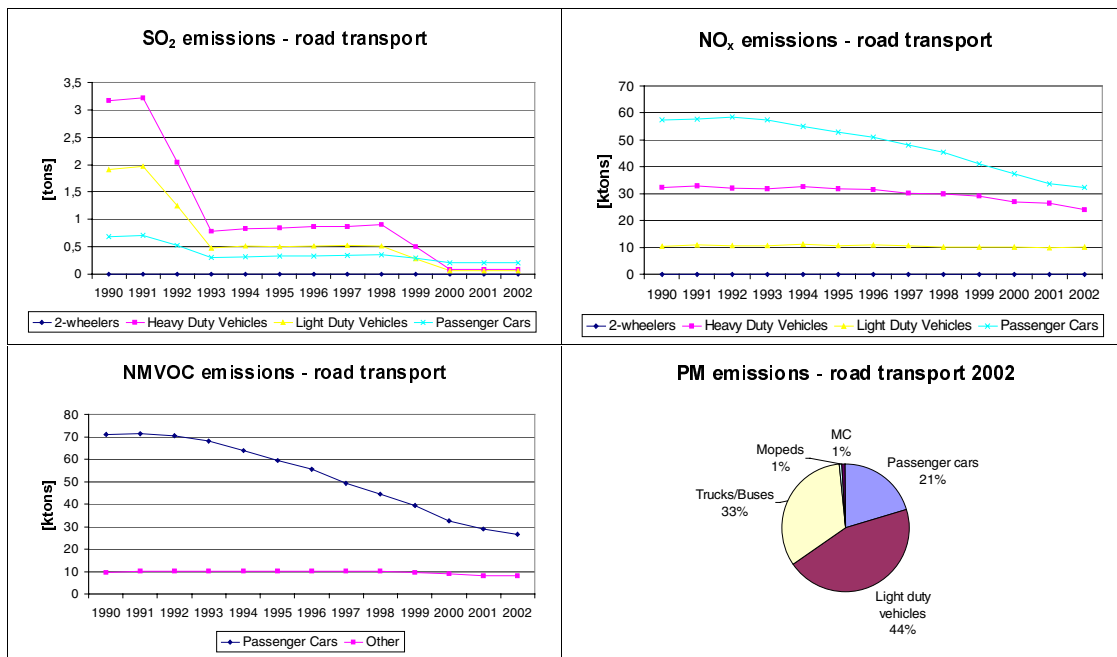 SO₂ emissions - road transport
[tons]
3,5
3
2,5
2
1,5
1
0,5
0
1990 1991 1992 1993 1994 1995 1996 1997 1998 1999 2000 2001 2002
2-wheelers Heavy Duty Vehicles Light Duty Vehicles Passenger Cars
NOₓ emissions - road transport
[ktons]
70
60
50
40
30
20
10
0
1990 1991 1992 1993 1994 1995 1996 1997 1998 1999 2000 2001 2002
2-wheelers Heavy Duty Vehicles Light Duty Vehicles Passenger Cars
NMVOC emissions - road transport
[ktons]
80
70
60
50
40
30
20
10
0
1990 1991 1992 1993 1994 1995 1996 1997 1998 1999 2000 2001 2002
Passenger Cars Other
PM emissions - road transport 2002
MC
1%
Mopeds
1%
Passenger cars
21%
Trucks/Buses
33%
Light duty
vehicles
44%